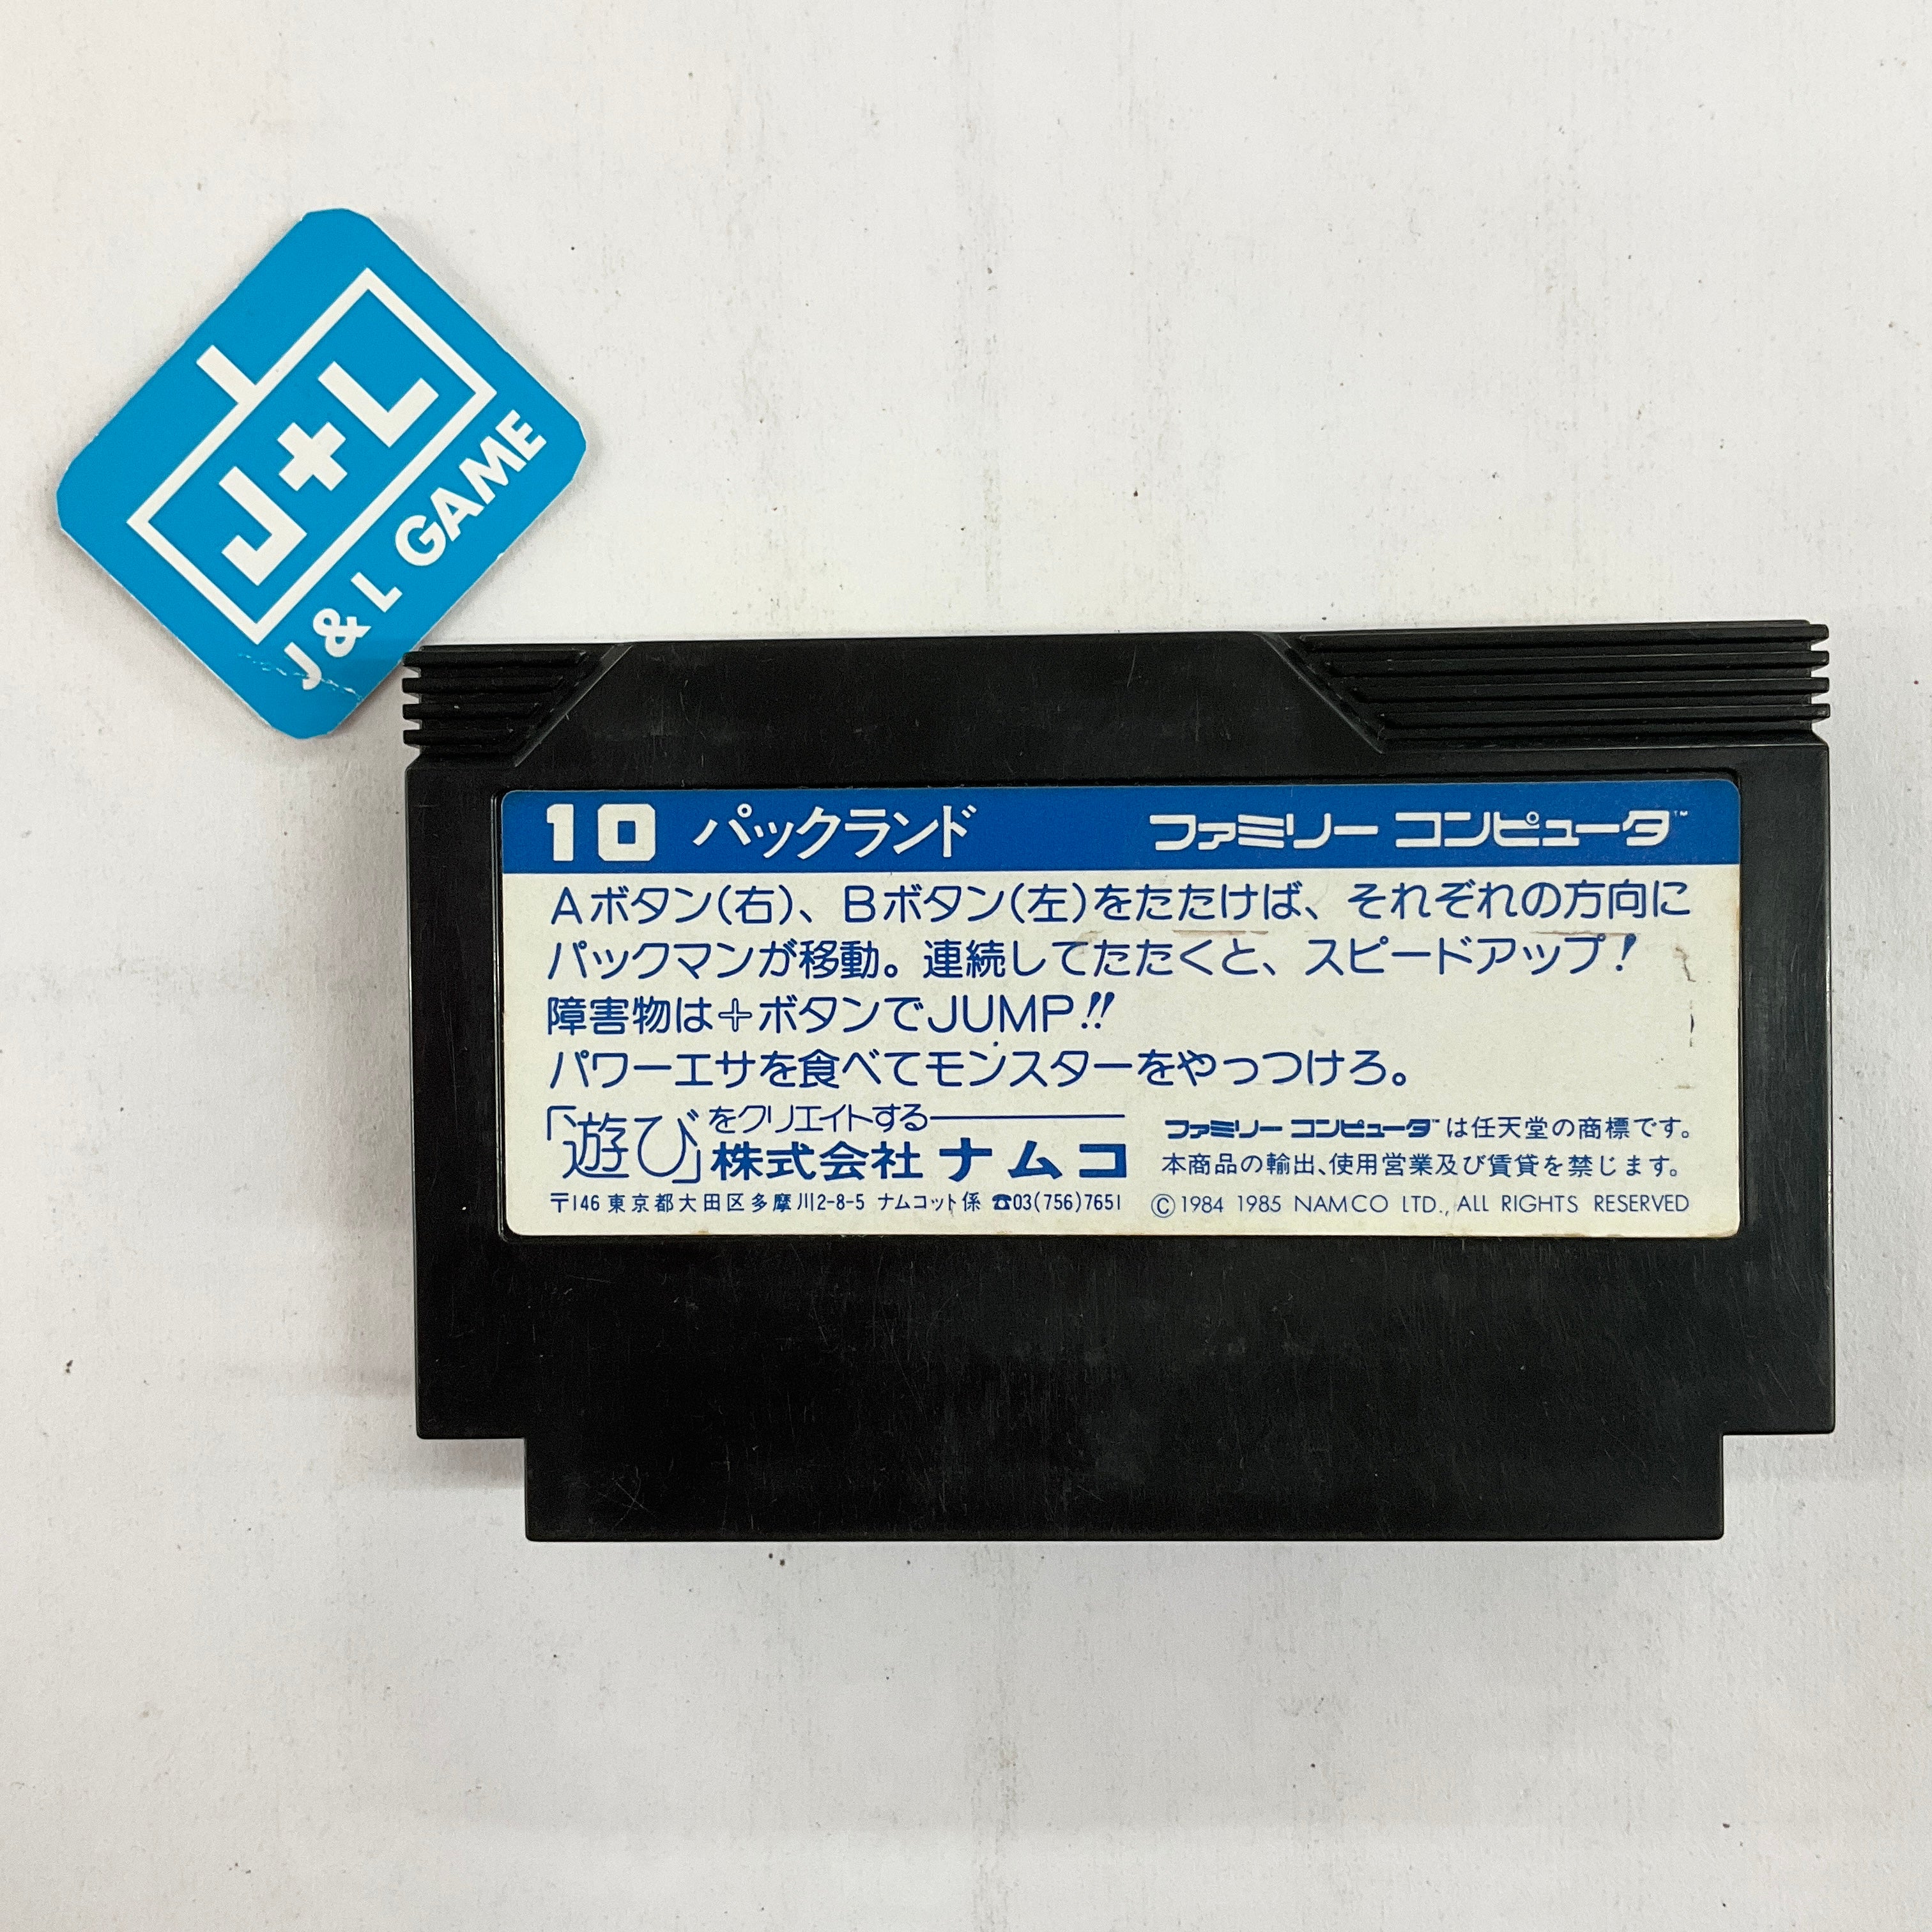 J+L
J & L GAME
10 パックランド ファミリー コンピュータ™
Aボタン(右)、Bボタン(左)をたたけば、それぞれの方向に
パックマンが移動。連続してたたくと、スピードアップ!
障害物は✛ボタンでJUMP!!
パワーエサを食べてモンスターをやっつけろ。
「遊び」をクリエイトする
株式会社 ナムコ
〒146 東京都大田区多摩川2-8-5 ナムコット係 ☎03(756)7651
ファミリー コンピュータ™は任天堂の商標です。
本商品の輸出、使用営業及び賃貸を禁じます。
©1984 1985 NAMCO LTD., ALL RIGHTS RESERVED